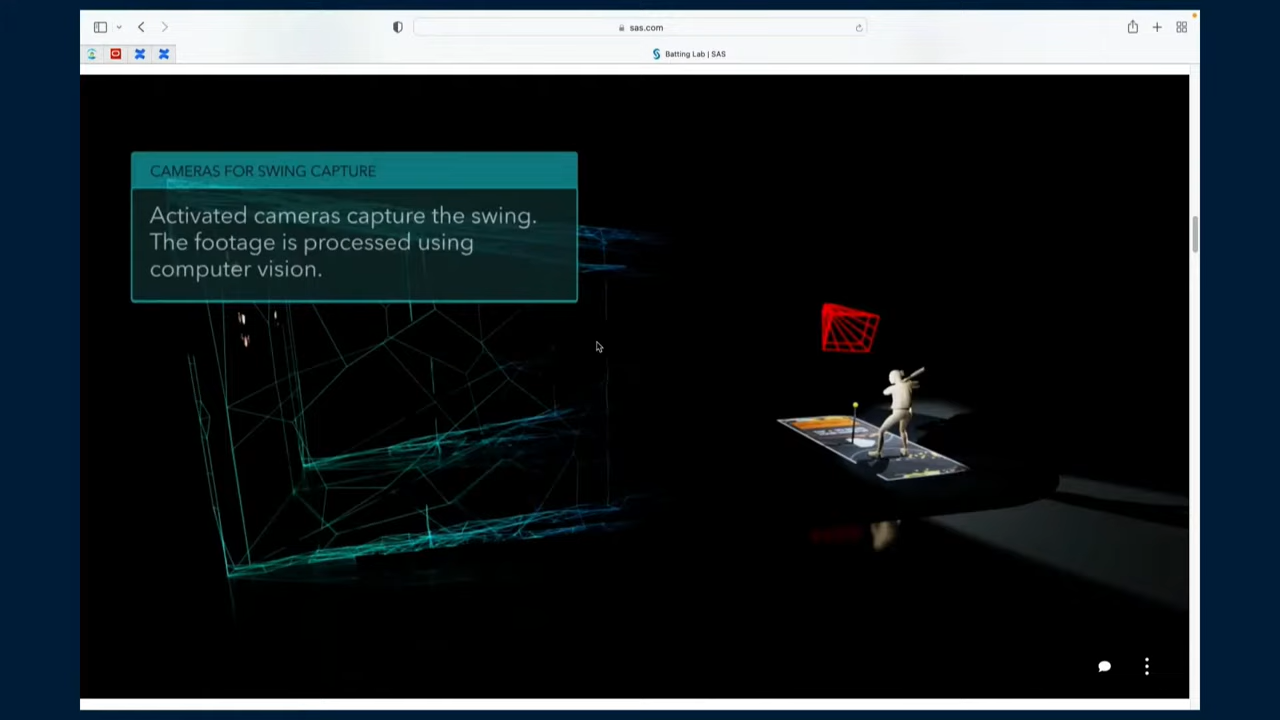 sas.com
Batting Lab | SAS
CAMERAS FOR SWING CAPTURE
Activated cameras capture the swing.
The footage is processed using
computer vision.